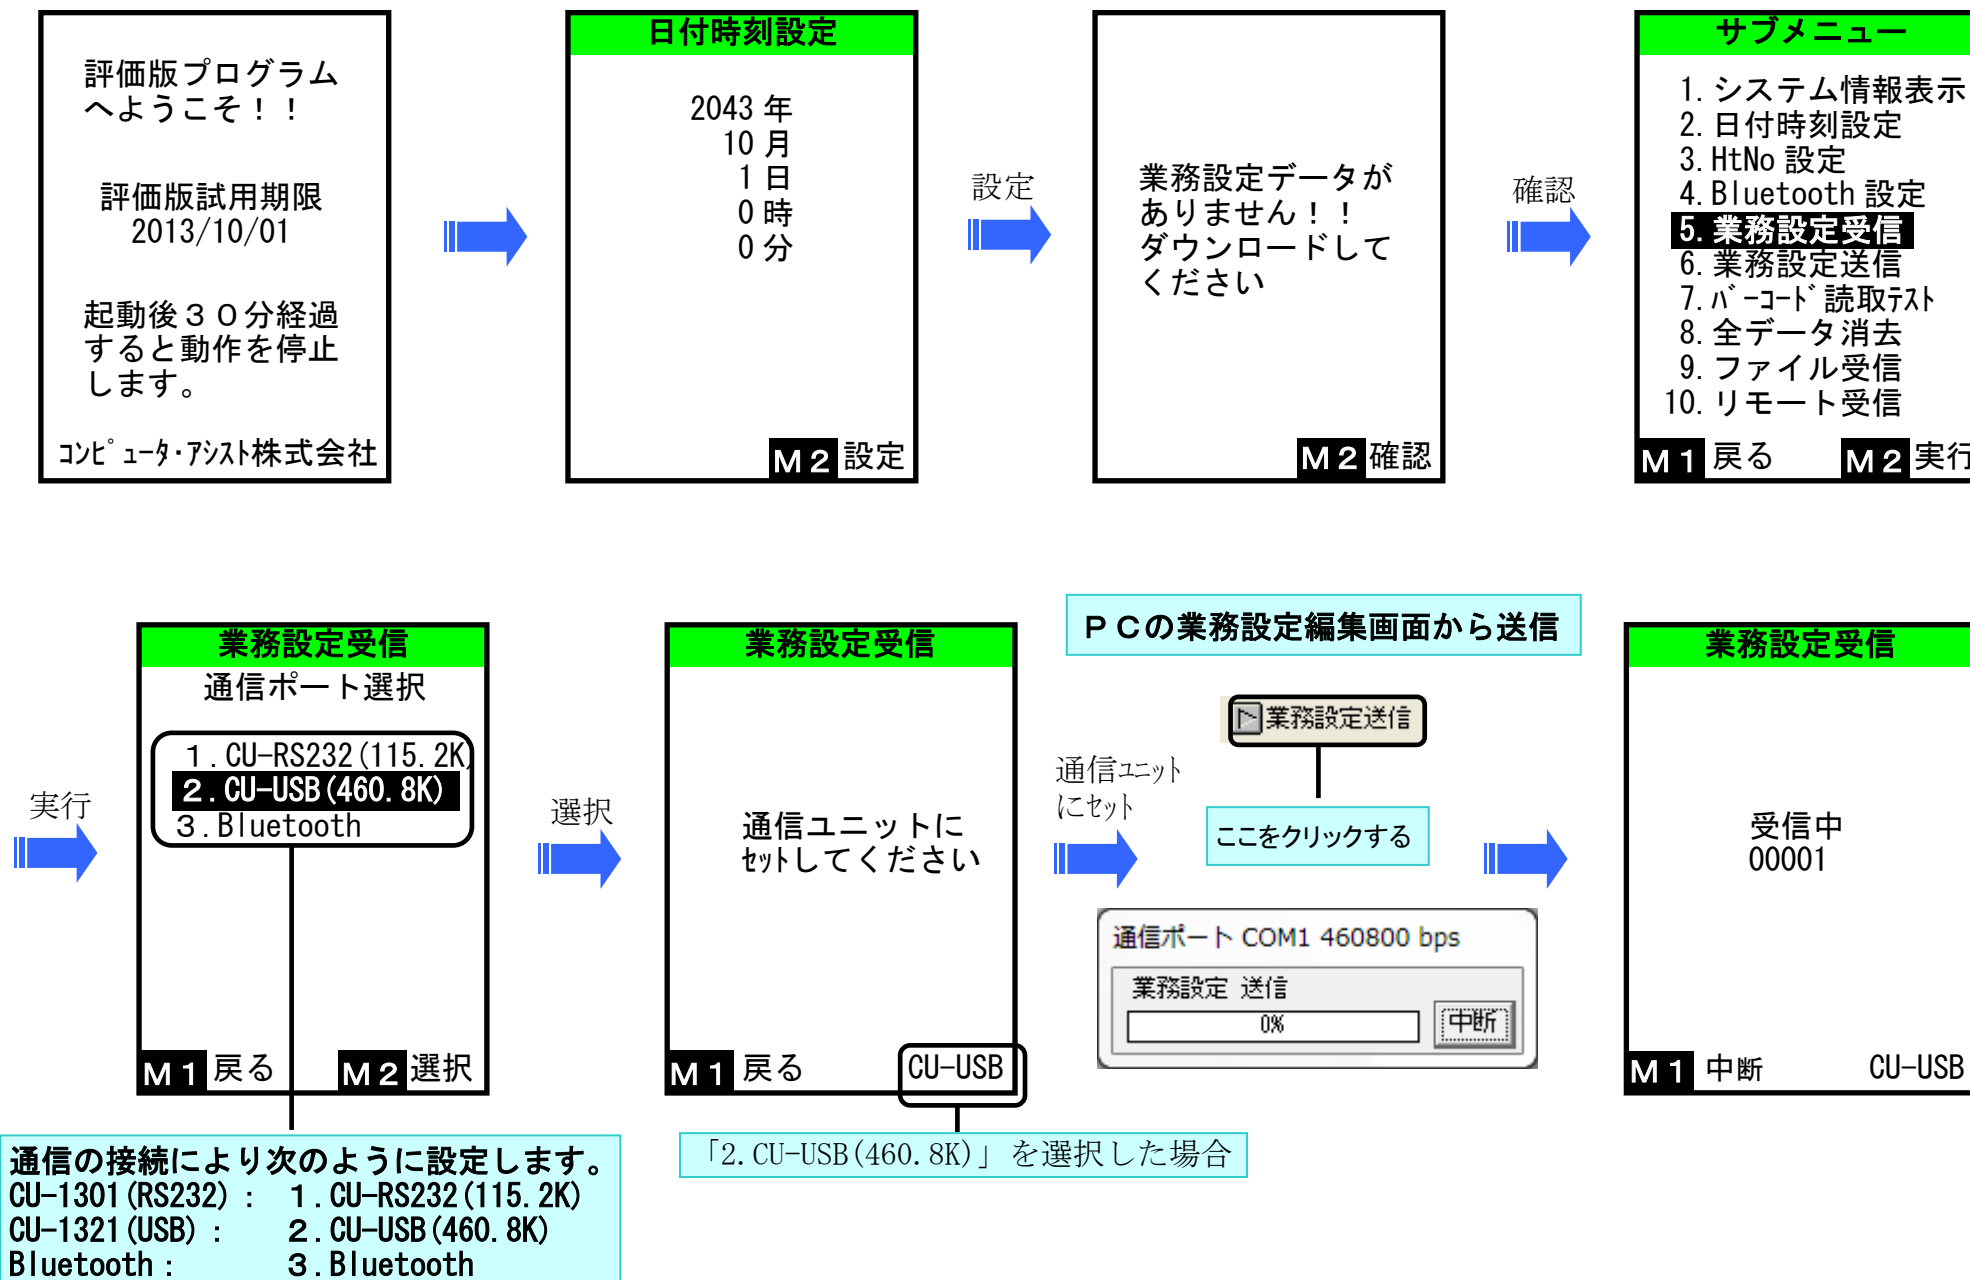 評価版プログラム
へようこそ！！
評価版試用期限
2013/10/01
起動後３０分経過
すると動作を停止
します。
ｺﾝﾋﾟｭｰﾀ･ｱｼｽﾄ株式会社
日付時刻設定
2043 年
10 月
1 日
0 時
0 分
Ｍ２ 設定
設定
業務設定データが
ありません！！
ダウンロードして
ください
Ｍ２ 確認
確認
サブメニュー
1. システム情報表示
2. 日付時刻設定
3. HtNo 設定
4. Bluetooth 設定
5. 業務設定受信
6. 業務設定送信
7. ﾊﾞｰｺｰﾄﾞ読取ﾃｽﾄ
8. 全データ消去
9. ファイル受信
10. リモート受信
Ｍ１ 戻る Ｍ２ 実行
実行
業務設定受信
通信ポート選択
１. CU-RS232(115.2K)
２. CU-USB(460.8K)
３. Bluetooth
Ｍ１ 戻る Ｍ２ 選択
通信の接続により次のように設定します。
CU-1301(RS232) : １. CU-RS232(115.2K)
CU-1321(USB) : ２. CU-USB(460.8K)
Bluetooth : ３. Bluetooth
選択
業務設定受信
通信ユニットに
ｾｯﾄしてください
Ｍ１ 戻る CU-USB
「2.CU-USB(460.8K)」を選択した場合
通信ﾕﾆｯﾄ
にｾｯﾄ
ＰＣの業務設定編集画面から送信
業務設定送信
ここをクリックする
通信ポート COM1 460800 bps
業務設定 送信
0%
中断
業務設定受信
受信中
00001
Ｍ１ 中断 CU-USB